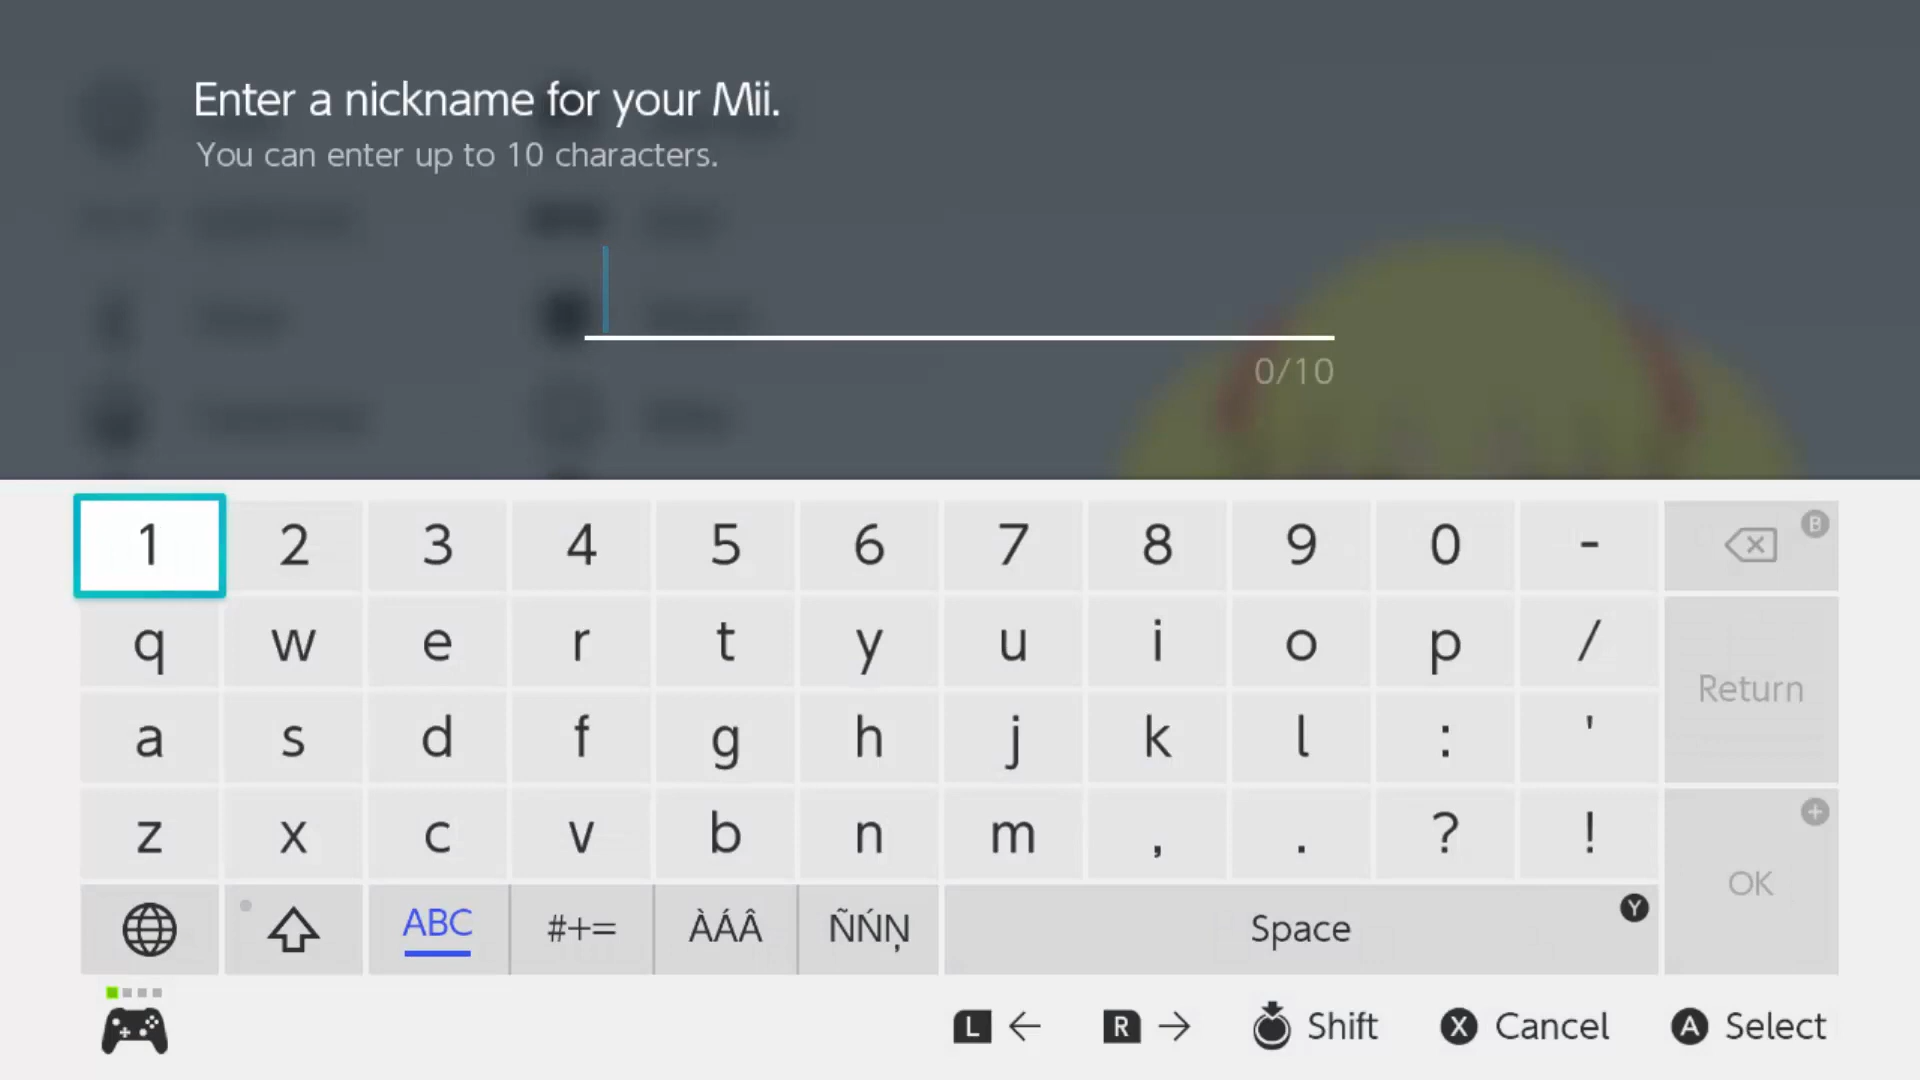 Enter a nickname for your Mii.
You can enter up to 10 characters.
0/10
1 2 3 4 5 6 7 8 9 0 - B
q w e r t y u i o p /
Return
a s d f g h j k l : '
z x c v b n m , . ? ! +
OK
ABC #+= ÀÁÂ ÑŃŅ Space Y
L ← R → Shift X Cancel A Select